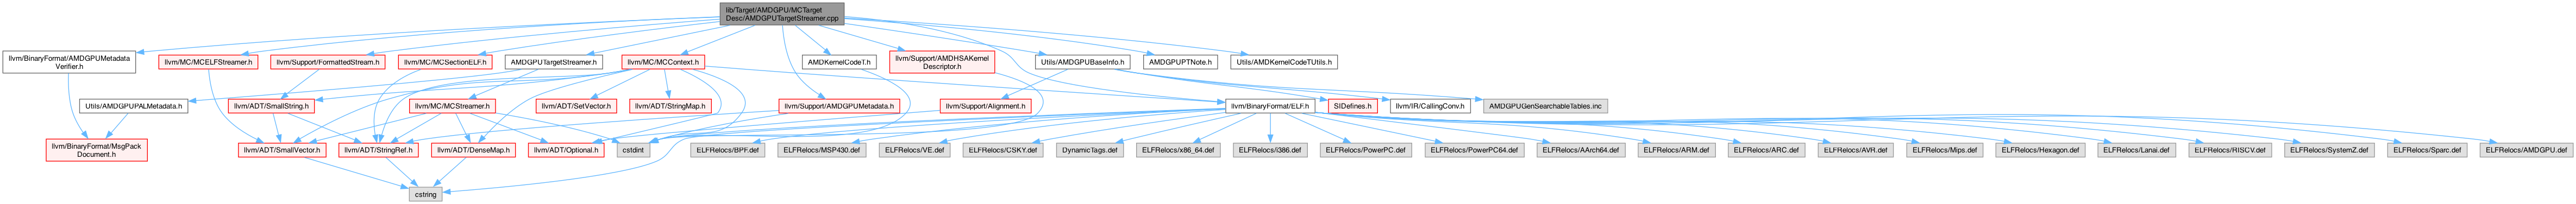 lib/Target/AMDGPU/MCTarget
Desc/AMDGPUTargetStreamer.cpp
llvm/BinaryFormat/AMDGPUMetadata
Verifier.h
llvm/MC/MCELFStreamer.h
llvm/Support/FormattedStream.h
llvm/MC/MCSectionELF.h
AMDGPUTargetStreamer.h
llvm/MC/MCContext.h
AMDKernelCodeT.h
llvm/Support/AMDHSAKernel
Descriptor.h
Utils/AMDGPUBaseInfo.h
AMDGPUPTNote.h
Utils/AMDKernelCodeTUtils.h
Utils/AMDGPUPALMetadata.h
llvm/ADT/SmallString.h
llvm/MC/MCStreamer.h
llvm/ADT/SetVector.h
llvm/ADT/StringMap.h
llvm/Support/AMDGPUMetadata.h
llvm/Support/Alignment.h
llvm/BinaryFormat/ELF.h
SIDefines.h
llvm/IR/CallingConv.h
AMDGPUGenSearchableTables.inc
llvm/BinaryFormat/MsgPack
Document.h
llvm/ADT/SmallVector.h
llvm/ADT/StringRef.h
llvm/ADT/DenseMap.h
llvm/ADT/Optional.h
cstdint
ELFRelocs/BPF.def
ELFRelocs/MSP430.def
ELFRelocs/VE.def
ELFRelocs/CSKY.def
DynamicTags.def
ELFRelocs/x86_64.def
ELFRelocs/i386.def
ELFRelocs/PowerPC.def
ELFRelocs/PowerPC64.def
ELFRelocs/AArch64.def
ELFRelocs/ARM.def
ELFRelocs/ARC.def
ELFRelocs/AVR.def
ELFRelocs/Mips.def
ELFRelocs/Hexagon.def
ELFRelocs/Lanai.def
ELFRelocs/RISCV.def
ELFRelocs/SystemZ.def
ELFRelocs/Sparc.def
ELFRelocs/AMDGPU.def
cstring